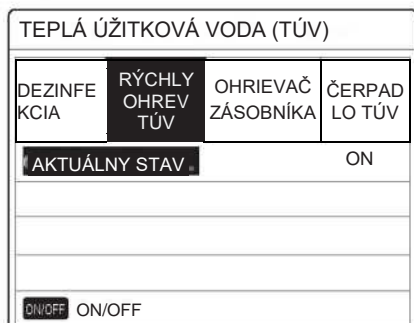 TEPLÁ ÚŽITKOVÁ VODA (TÚV)
DEZINFE
KCIA
RÝCHLY
OHREV
TÚV
OHRIEVAČ
ZÁSOBNÍKA
ČERPAD
LO TÚV
AKTUÁLNY STAV ON
ON/OFF ON/OFF